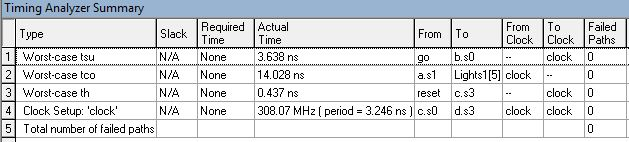 Timing Analyzer Summary
Type Slack Required Time Actual Time From To From Clock To Clock Failed Paths
1 Worst-case tsu N/A None 3.638 ns go b.s0 -- clock 0
2 Worst-case tco N/A None 14.028 ns a.s1 Lights1[5] clock -- 0
3 Worst-case th N/A None 0.437 ns reset c.s3 -- clock 0
4 Clock Setup: 'clock' N/A None 308.07 MHz ( period = 3.246 ns ) c.s0 d.s3 clock clock 0
5 Total number of failed paths 0